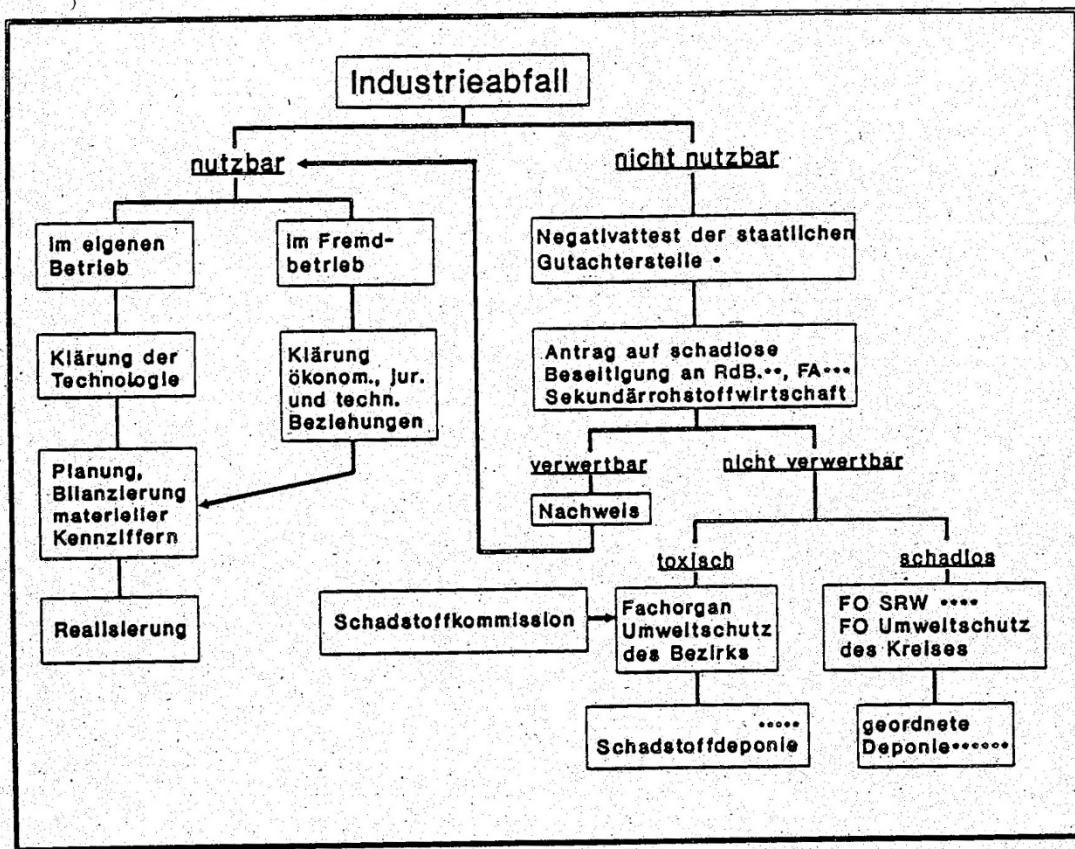 Industrieabfall
nutzbar
nicht nutzbar
im eigenen
Betrieb
im Fremd-
betrieb
Negativattest der staatlichen
Gutachterstelle *
Klärung der
Technologie
Klärung
ökonom., jur.
und techn.
Beziehungen
Antrag auf schadlose
Beseitigung an RdB.**, FA***
Sekundärrohstoffwirtschaft
Planung,
Bilanzierung
materieller
Kennziffern
verwertbar
nicht verwertbar
Nachweis
toxisch
schadlos
Realisierung
Schadstoffkommission
Fachorgan
Umweltschutz
des Bezirks
FO SRW ****
FO Umweltschutz
des Kreises
*****
Schadstoffdeponie
geordnete
Deponie******